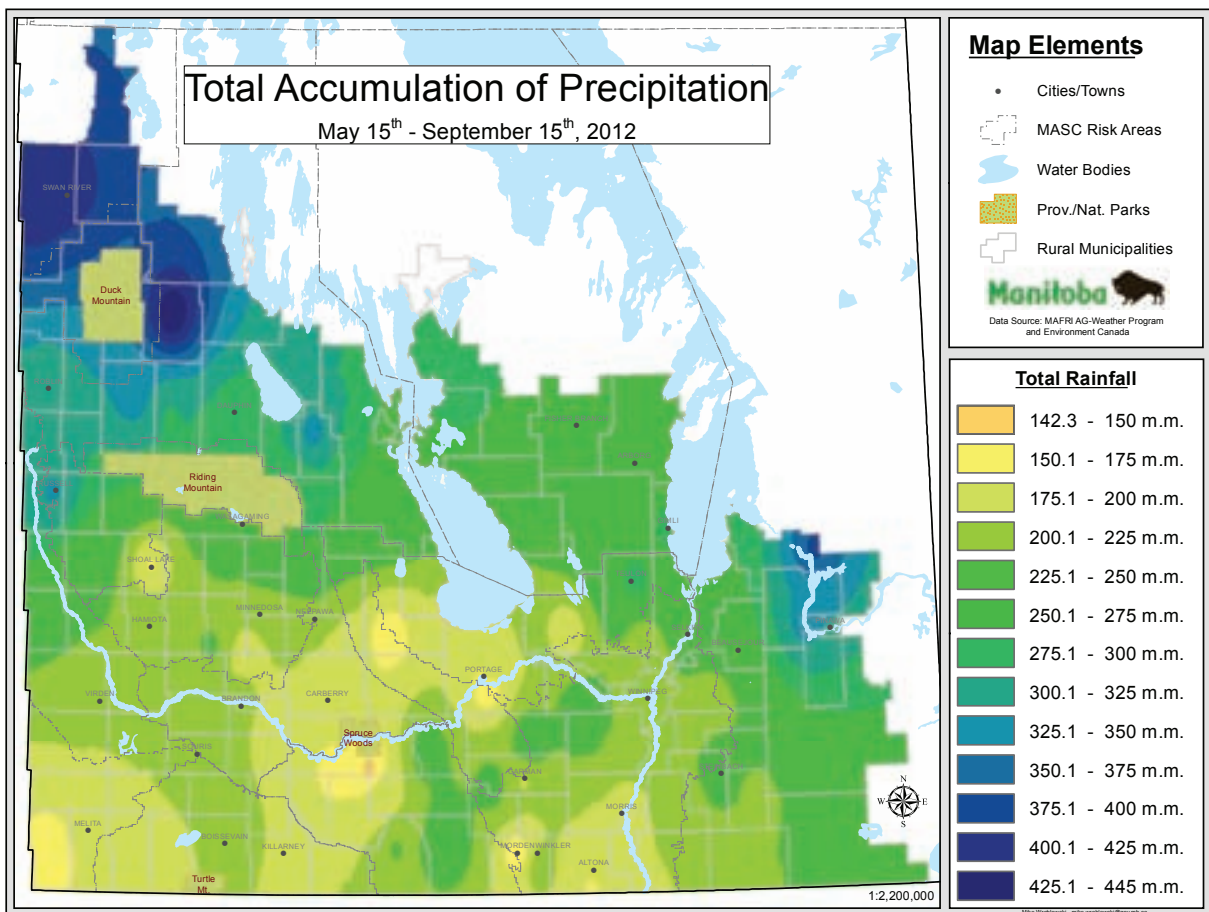 Total Accumulation of Precipitation
May 15th - September 15th, 2012
SWAN RIVER
Duck
Mountain
Riding
Mountain
SHOAL LAKE
HAMIOTA
MINNEDOSA
NEEPAWA
VIRDEN
BRANDON
CARBERRY
PORTAGE
WINNIPEG
Spruce
Woods
SOURIS
CARMAN
MORRIS
MELITA
BOISSEVAIN
KILLARNEY
MORDEN
WINKLER
ALTONA
Turtle
Mt.
N
W
E
S
1:2,200,000
Map Elements
Cities/Towns
MASC Risk Areas
Water Bodies
Prov./Nat. Parks
Rural Municipalities
Manitoba
Data Source: MAFRI AG-Weather Program
and Environment Canada
Total Rainfall
142.3 - 150 m.m.
150.1 - 175 m.m.
175.1 - 200 m.m.
200.1 - 225 m.m.
225.1 - 250 m.m.
250.1 - 275 m.m.
275.1 - 300 m.m.
300.1 - 325 m.m.
325.1 - 350 m.m.
350.1 - 375 m.m.
375.1 - 400 m.m.
400.1 - 425 m.m.
425.1 - 445 m.m.